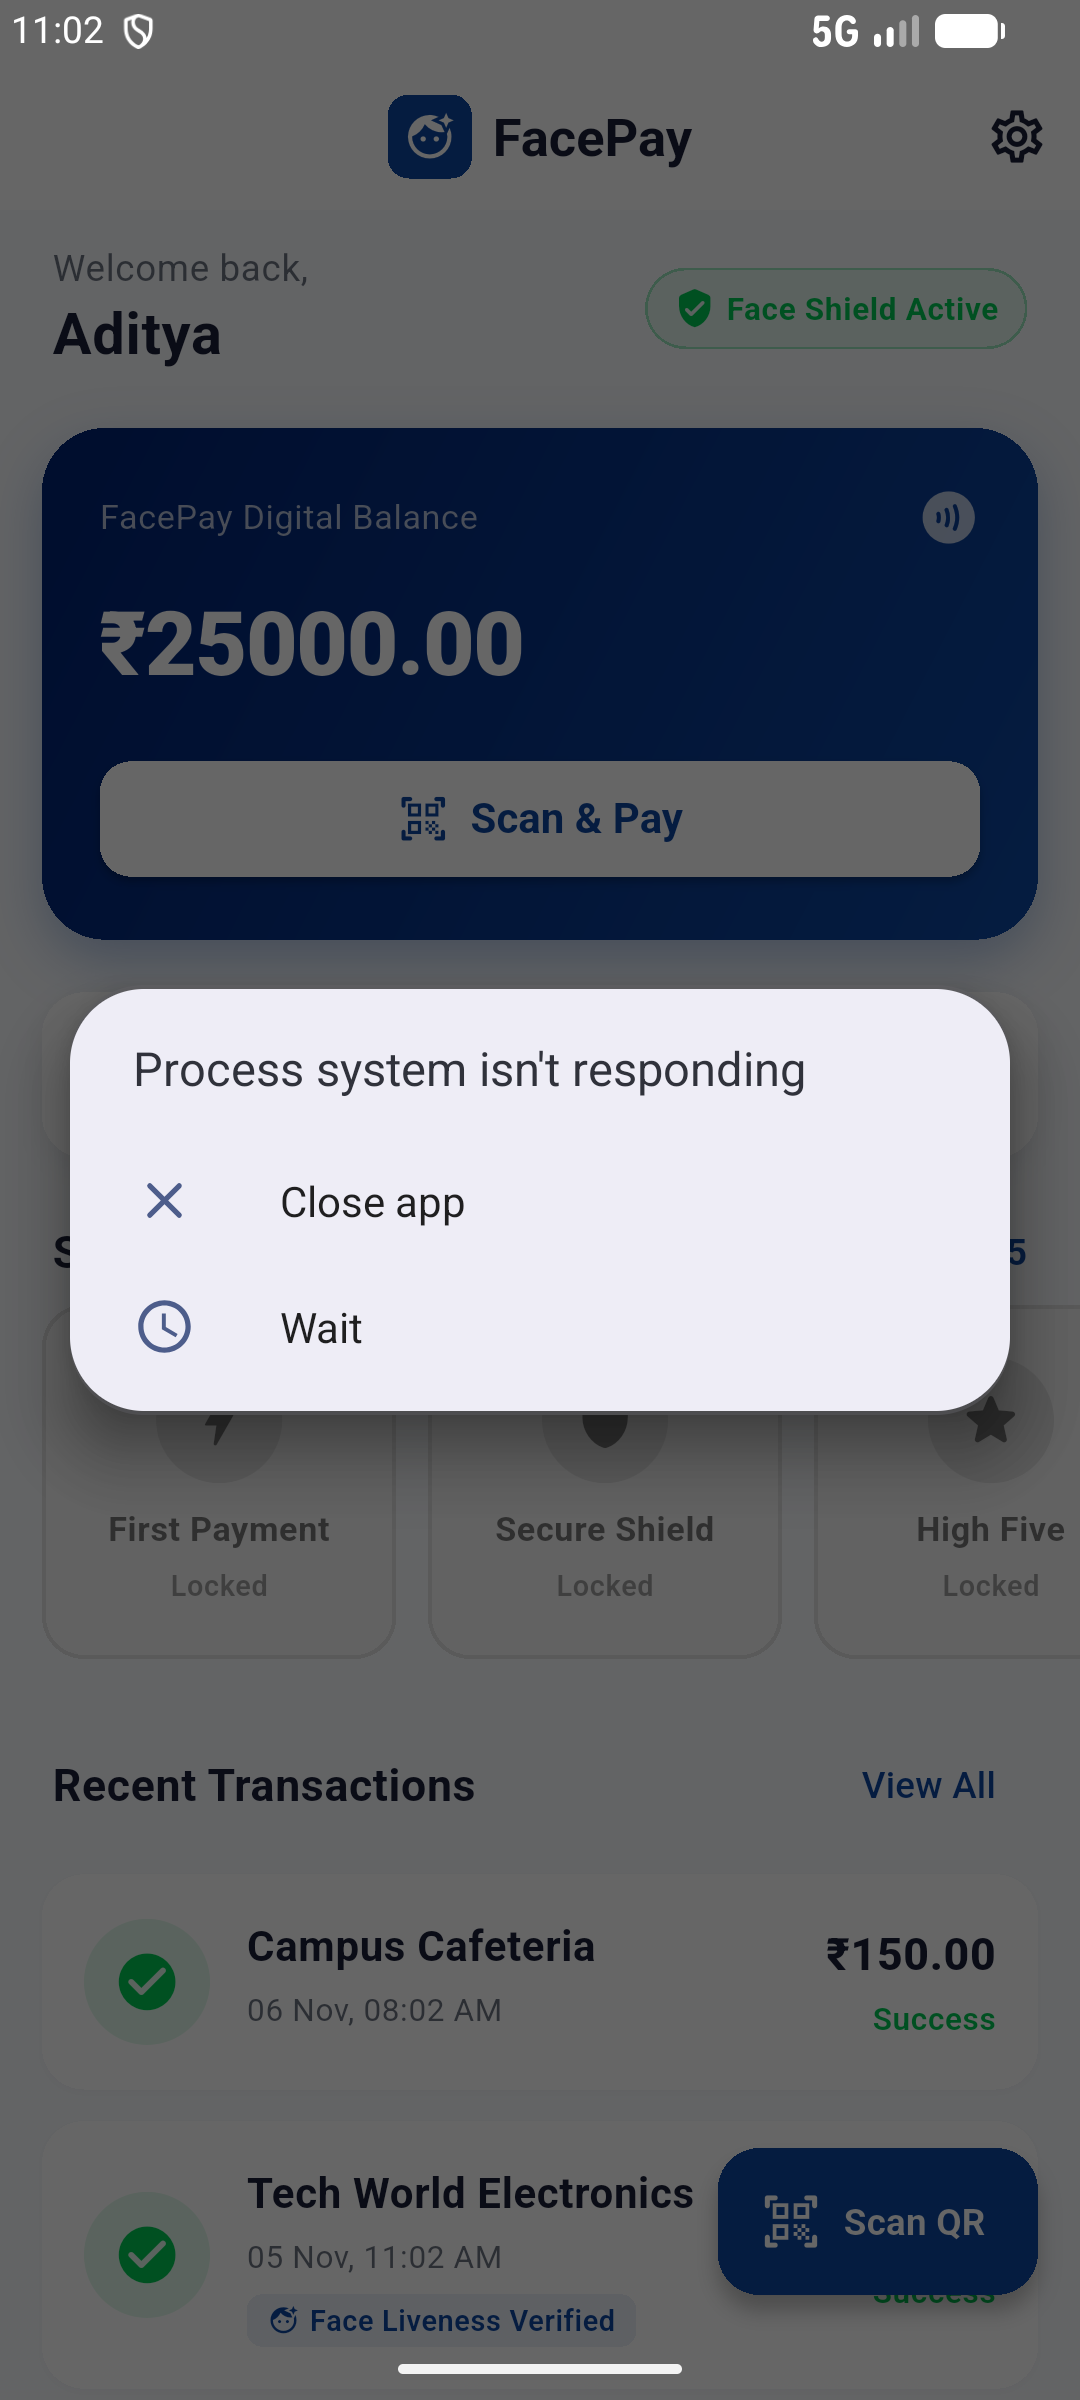 11:02
5G
FacePay
Welcome back,
Aditya
Face Shield Active
FacePay Digital Balance
₹25000.00
Scan & Pay
Process system isn't responding
Close app
Wait
S
5
First Payment
Locked
Secure Shield
Locked
High Five
Locked
Recent Transactions
View All
Campus Cafeteria
06 Nov, 08:02 AM
₹150.00
Success
Tech World Electronics
05 Nov, 11:02 AM
Face Liveness Verified
Scan QR
Success